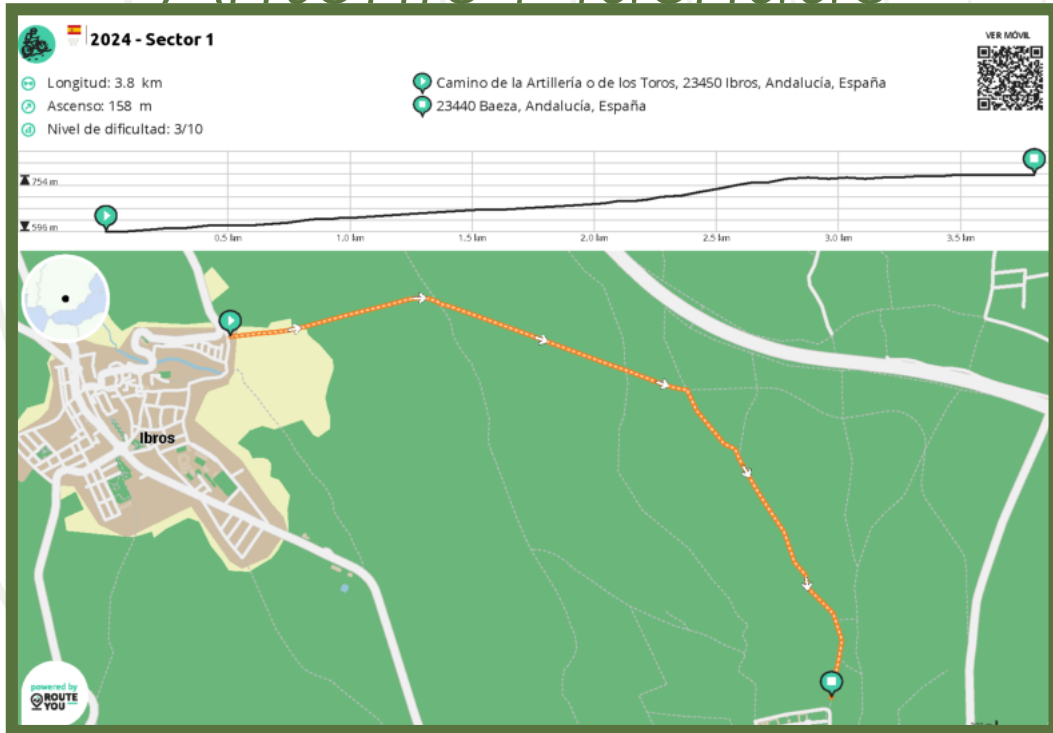 2024 - Sector 1
VER MÓVIL
Longitud: 3.8 km
Ascenso: 158 m
Nivel de dificultad: 3/10
Camino de la Artillería o de los Toros, 23450 Ibros, Andalucía, España
23440 Baeza, Andalucía, España
754 m
596 m
0.5 km
1.0 km
1.5 km
2.0 km
2.5 km
3.0 km
3.5 km
Ibros
powered by
ROUTE
YOU